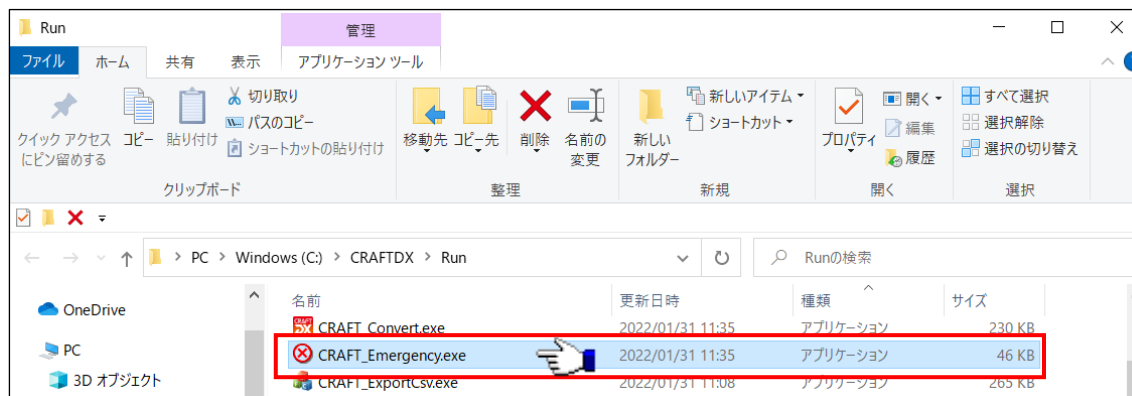 Run
管理
ファイル ホーム 共有 表示 アプリケーション ツール
クイック アクセス
にピン留めする
コピー
貼り付け
切り取り
パスのコピー
ショートカットの貼り付け
クリップボード
移動先
コピー先
削除
名前の
変更
整理
新しい
フォルダー
新しいアイテム
ショートカット
新規
プロパティ
開く
編集
履歴
開く
すべて選択
選択解除
選択の切り替え
選択
PC > Windows (C:) > CRAFTDX > Run
Runの検索
OneDrive
PC
3D オブジェクト
名前 更新日時 種類 サイズ
CRAFT_Convert.exe 2022/01/31 11:35 アプリケーション 230 KB
CRAFT_Emergency.exe 2022/01/31 11:35 アプリケーション 46 KB
CRAFT_ExportCsv.exe 2022/01/31 11:08 アプリケーション 265 KB